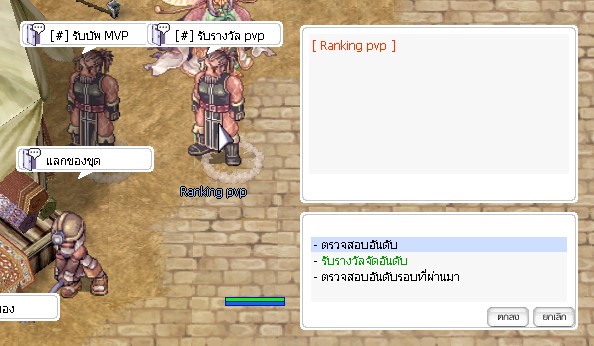 [#] รับบัพ MVP
[#] รับรางวัล pvp
แลกของชุด
Ranking pvp
[ Ranking pvp ]
- ตรวจสอบอันดับ
- รับรางวัลจัดอันดับ
- ตรวจสอบอันดับรอบที่ผ่านมา
ตกลง
ยกเลิก